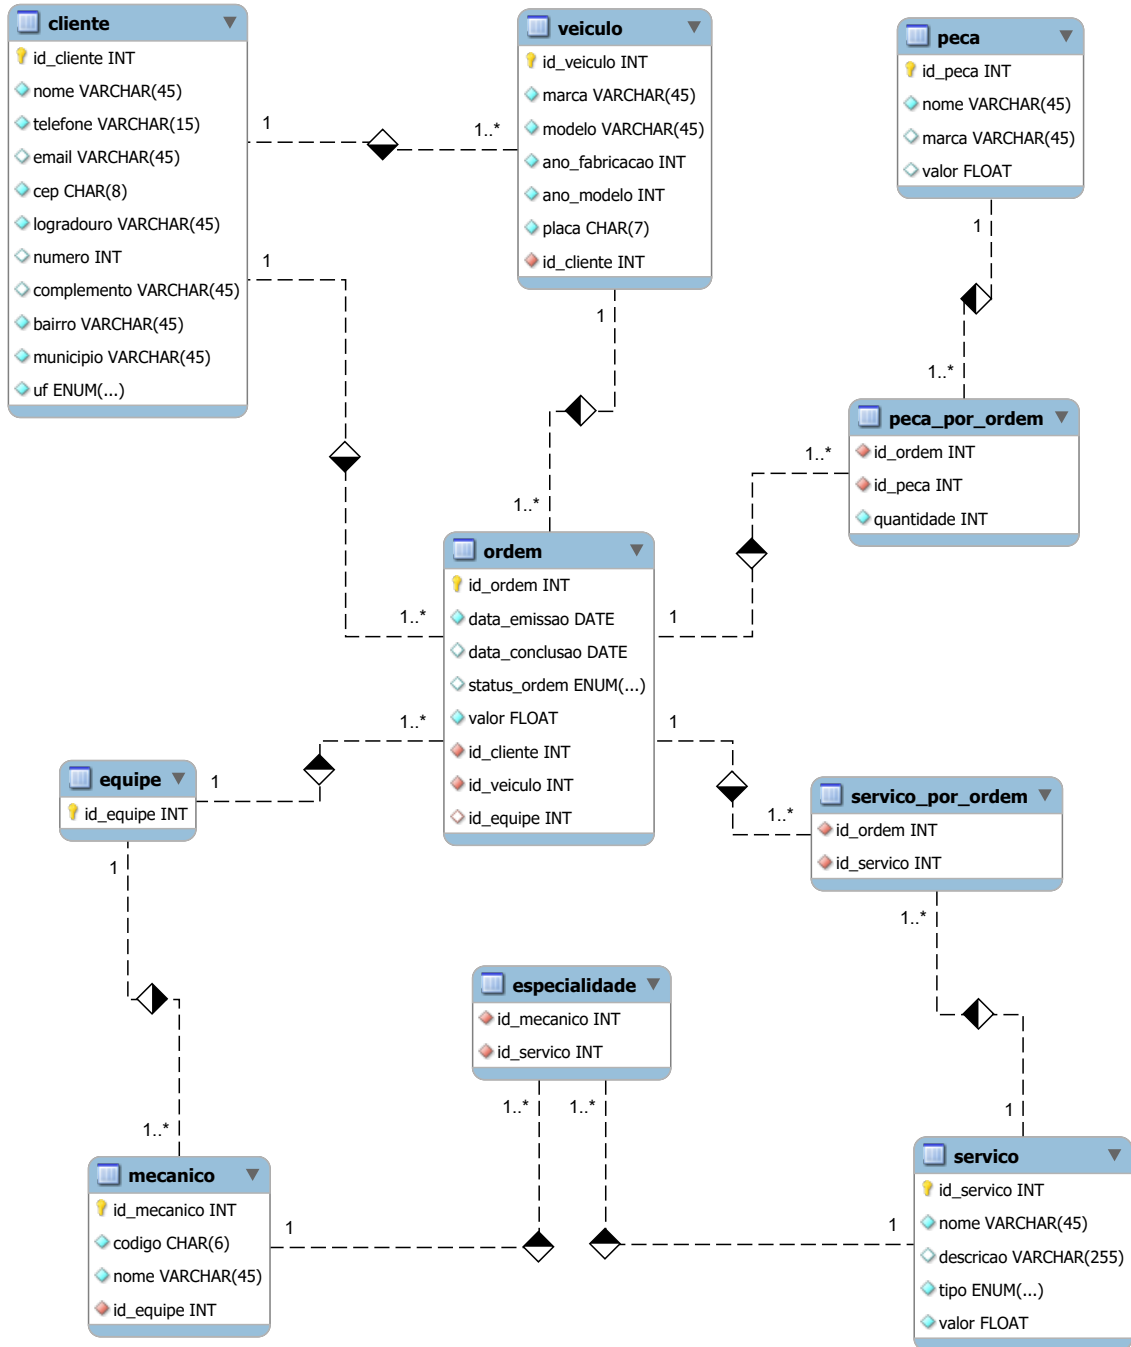 cliente
id_cliente INT
nome VARCHAR(45)
telefone VARCHAR(15)
email VARCHAR(45)
cep CHAR(8)
logradouro VARCHAR(45)
numero INT
complemento VARCHAR(45)
bairro VARCHAR(45)
municipio VARCHAR(45)
uf ENUM(...)
1
1..*
1
veiculo
id_veiculo INT
marca VARCHAR(45)
modelo VARCHAR(45)
ano_fabricacao INT
ano_modelo INT
placa CHAR(7)
id_cliente INT
1
1..*
peca
id_peca INT
nome VARCHAR(45)
marca VARCHAR(45)
valor FLOAT
1
1..*
peca_por_ordem
id_ordem INT
id_peca INT
quantidade INT
1..*
1
ordem
id_ordem INT
data_emissao DATE
data_conclusao DATE
status_ordem ENUM(...)
valor FLOAT
id_cliente INT
id_veiculo INT
id_equipe INT
1..*
1..*
1
1..*
equipe
id_equipe INT
1
1
1..*
servico_por_ordem
id_ordem INT
id_servico INT
1..*
1
especialidade
id_mecanico INT
id_servico INT
1..*
1..*
mecanico
id_mecanico INT
codigo CHAR(6)
nome VARCHAR(45)
id_equipe INT
1
1
servico
id_servico INT
nome VARCHAR(45)
descricao VARCHAR(255)
tipo ENUM(...)
valor FLOAT